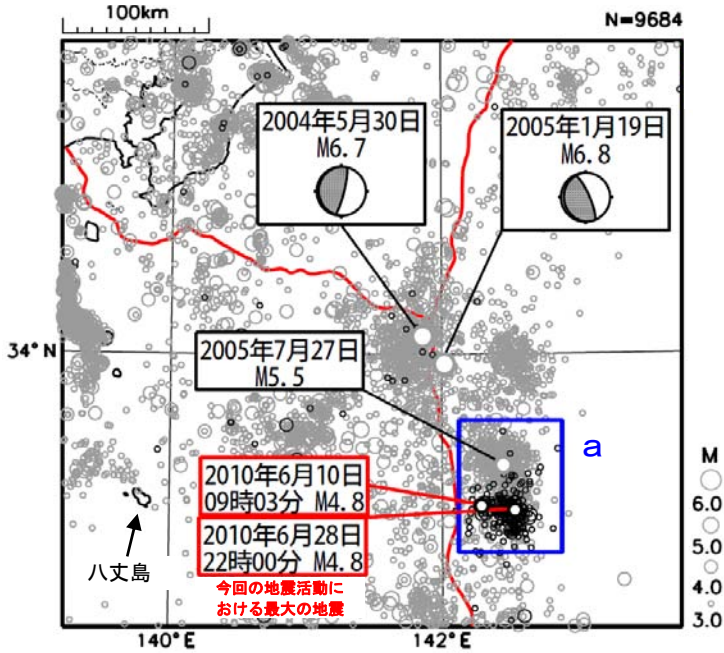 100km
N=9684
2004年5月30日
M6.7
2005年1月19日
M6.8
34°N
2005年7月27日
M5.5
a
2010年6月10日
09時03分 M4.8
2010年6月28日
22時00分 M4.8
今回の地震活動に
おける最大の地震
八丈島
M
6.0
5.0
4.0
3.0
140°E
142°E